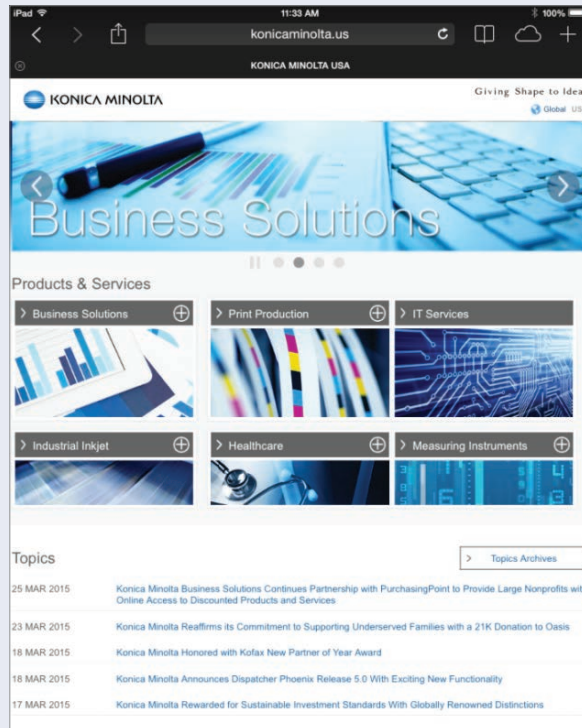 iPad 11:33 AM 100%
konicaminolta.us
KONICA MINOLTA USA
KONICA MINOLTA
Giving Shape to Idea
Global US
Business Solutions
Products & Services
Business Solutions
Print Production
IT Services
Industrial Inkjet
Healthcare
Measuring Instruments
Topics
Topics Archives
25 MAR 2015 Konica Minolta Business Solutions Continues Partnership with PurchasingPoint to Provide Large Nonprofits wit
Online Access to Discounted Products and Services
23 MAR 2015 Konica Minolta Reaffirms its Commitment to Supporting Underserved Families with a 21K Donation to Oasis
18 MAR 2015 Konica Minolta Honored with Kofax New Partner of Year Award
18 MAR 2015 Konica Minolta Announces Dispatcher Phoenix Release 5.0 With Exciting New Functionality
17 MAR 2015 Konica Minolta Rewarded for Sustainable Investment Standards With Globally Renowned Distinctions